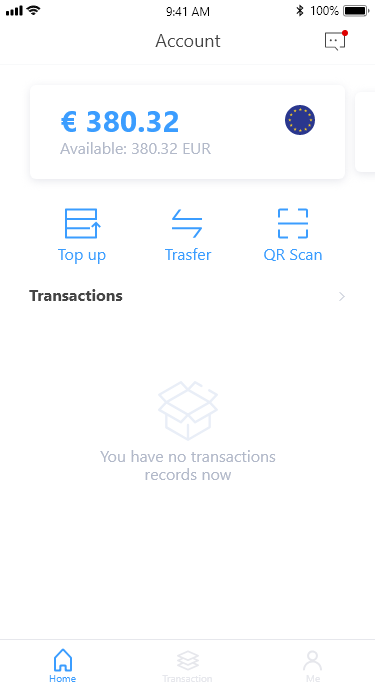 9:41 AM
100%
Account
€ 380.32
Available: 380.32 EUR
Top up
Trasfer
QR Scan
Transactions
You have no transactions
records now
Home
Transaction
Me